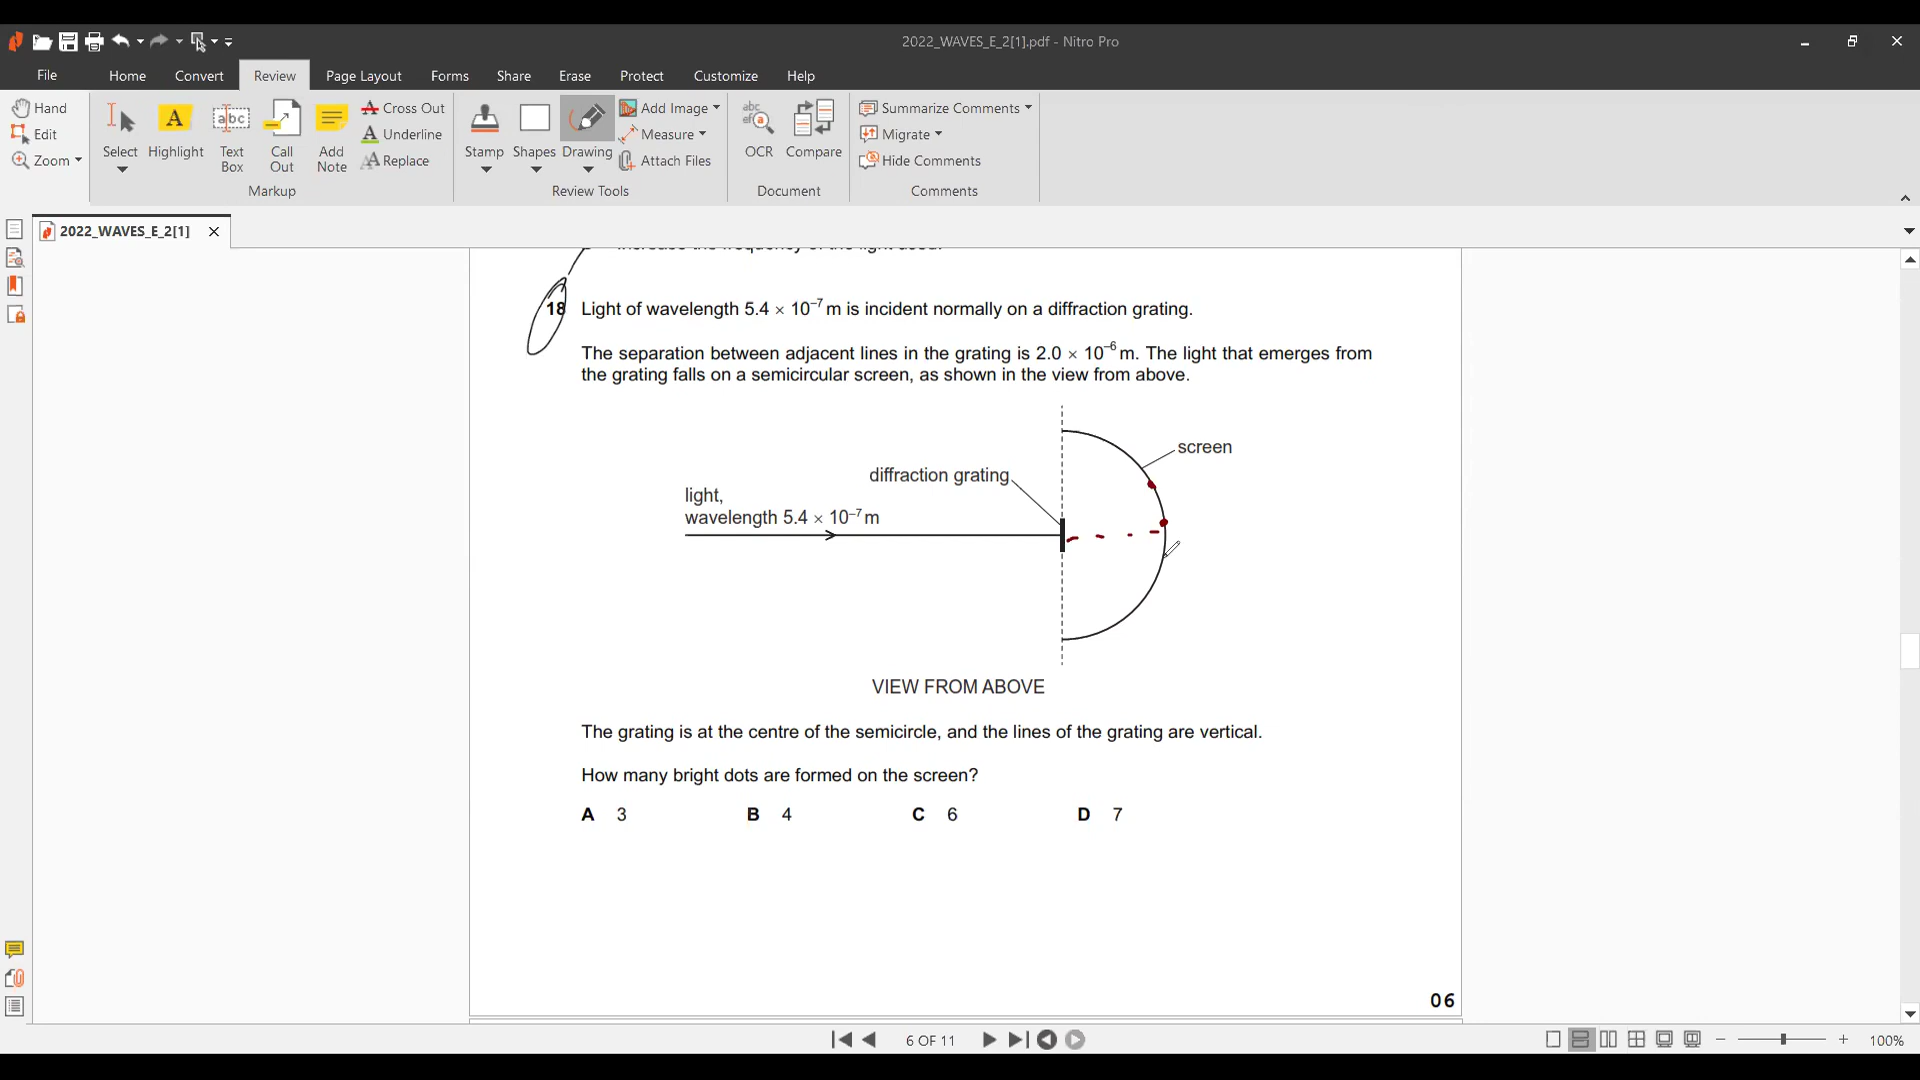 2022_WAVES_E_2[1].pdf - Nitro Pro
File Home Convert Review Page Layout Forms Share Erase Protect Customize Help
Hand
Edit
Zoom
Select
Highlight
Text Box
Call Out
Add Note
Cross Out
Underline
Replace
Markup
Stamp
Shapes
Drawing
Add Image
Measure
Attach Files
Review Tools
OCR
Compare
Document
Summarize Comments
Migrate
Hide Comments
Comments
2022_WAVES_E_2[1]
increase the frequency of the light used.
18 Light of wavelength 5.4 × 10⁻⁷ m is incident normally on a diffraction grating.
The separation between adjacent lines in the grating is 2.0 × 10⁻⁶ m. The light that emerges from
the grating falls on a semicircular screen, as shown in the view from above.
screen
diffraction grating
light,
wavelength 5.4 × 10⁻⁷ m
VIEW FROM ABOVE
The grating is at the centre of the semicircle, and the lines of the grating are vertical.
How many bright dots are formed on the screen?
A 3 B 4 C 6 D 7
06
6 OF 11
100%